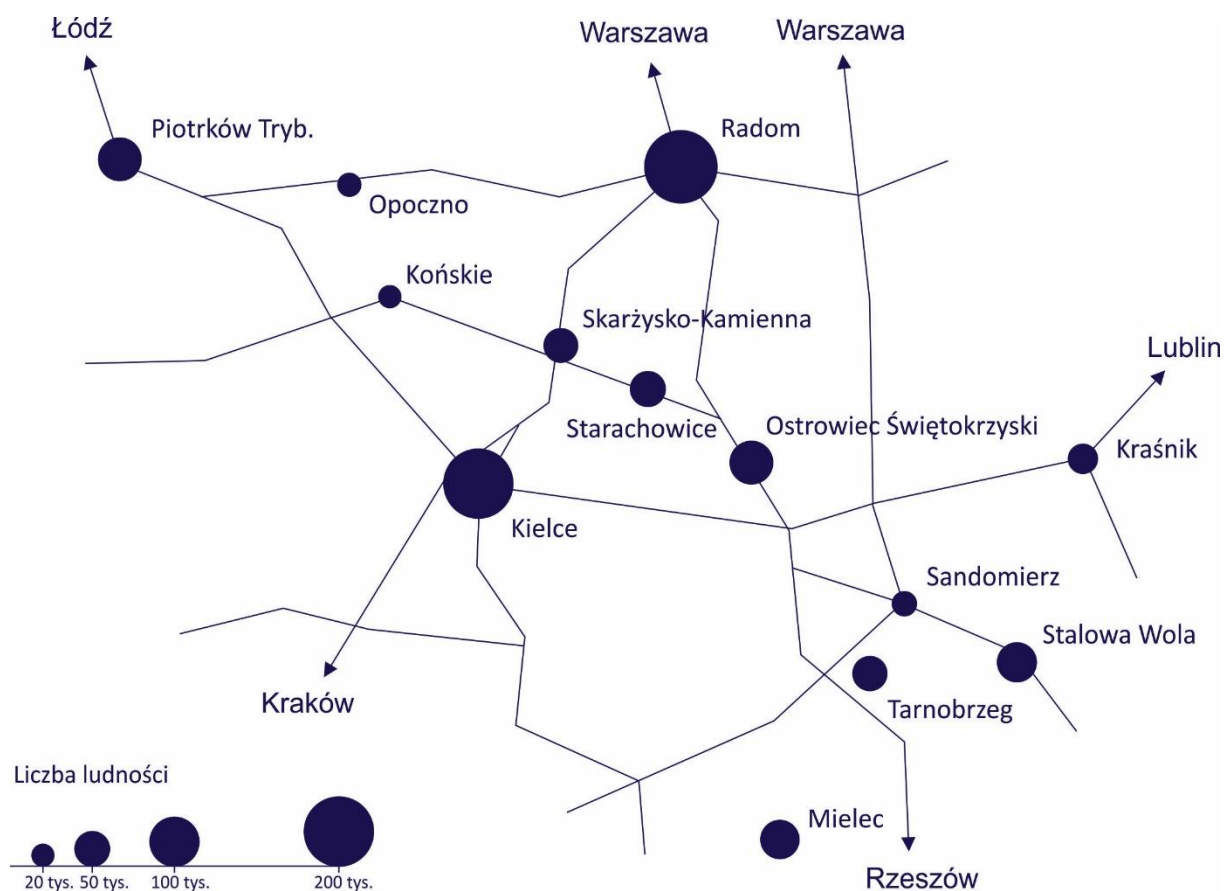 Łódź
Warszawa
Warszawa
Piotrków Tryb.
Radom
Opoczno
Końskie
Skarżysko-Kamienna
Lublin
Starachowice
Ostrowiec Świętokrzyski
Kraśnik
Kielce
Sandomierz
Stalowa Wola
Kraków
Tarnobrzeg
Liczba ludności
Mielec
20 tys.
50 tys.
100 tys.
200 tys.
Rzeszów